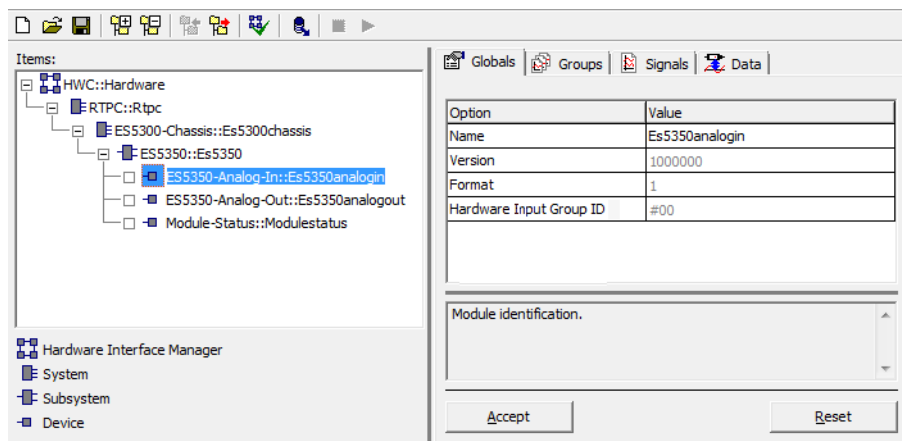 Items:
HWC::Hardware
RTPC::Rtpc
ES5300-Chassis::Es5300chassis
ES5350::Es5350
ES5350-Analog-In::Es5350analogin
ES5350-Analog-Out::Es5350analogout
Module-Status::Modulestatus
Hardware Interface Manager
System
Subsystem
Device
Globals Groups Signals Data
Option Value
Name Es5350analogin
Version 1000000
Format 1
Hardware Input Group ID #00
Module identification.
Accept Reset